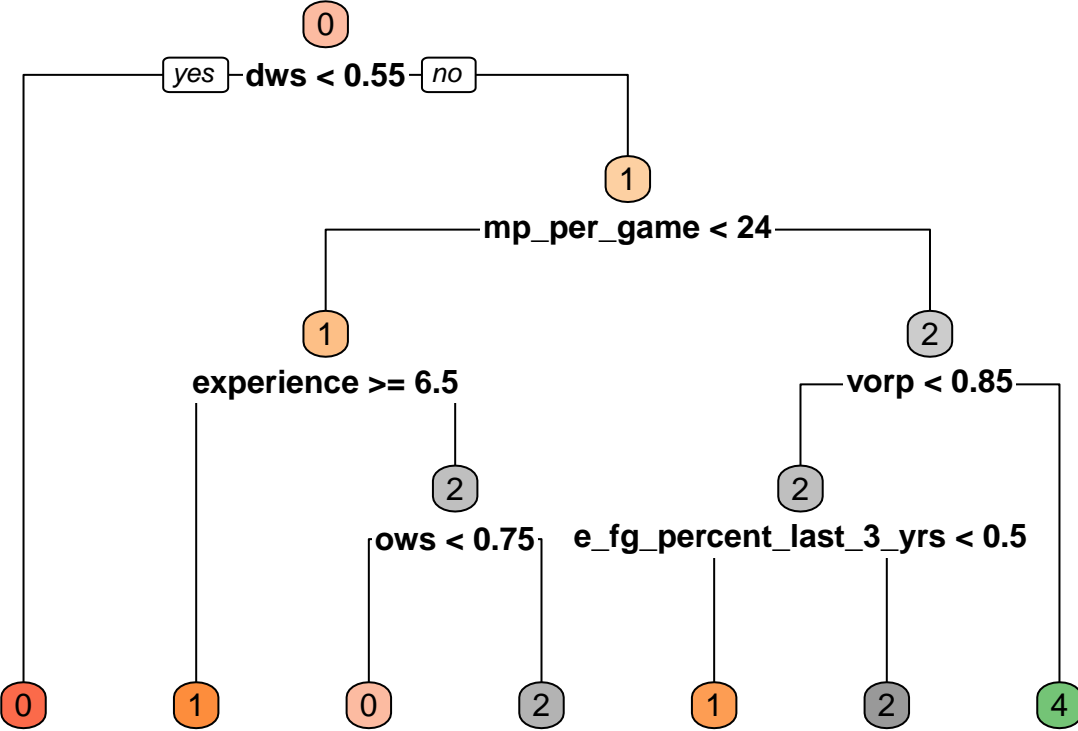 0
yes dws < 0.55 no
1
mp_per_game < 24
1 2
experience >= 6.5 vorp < 0.85
2 2
ows < 0.75 e_fg_percent_last_3_yrs < 0.5
0 1 0 2 1 2 4